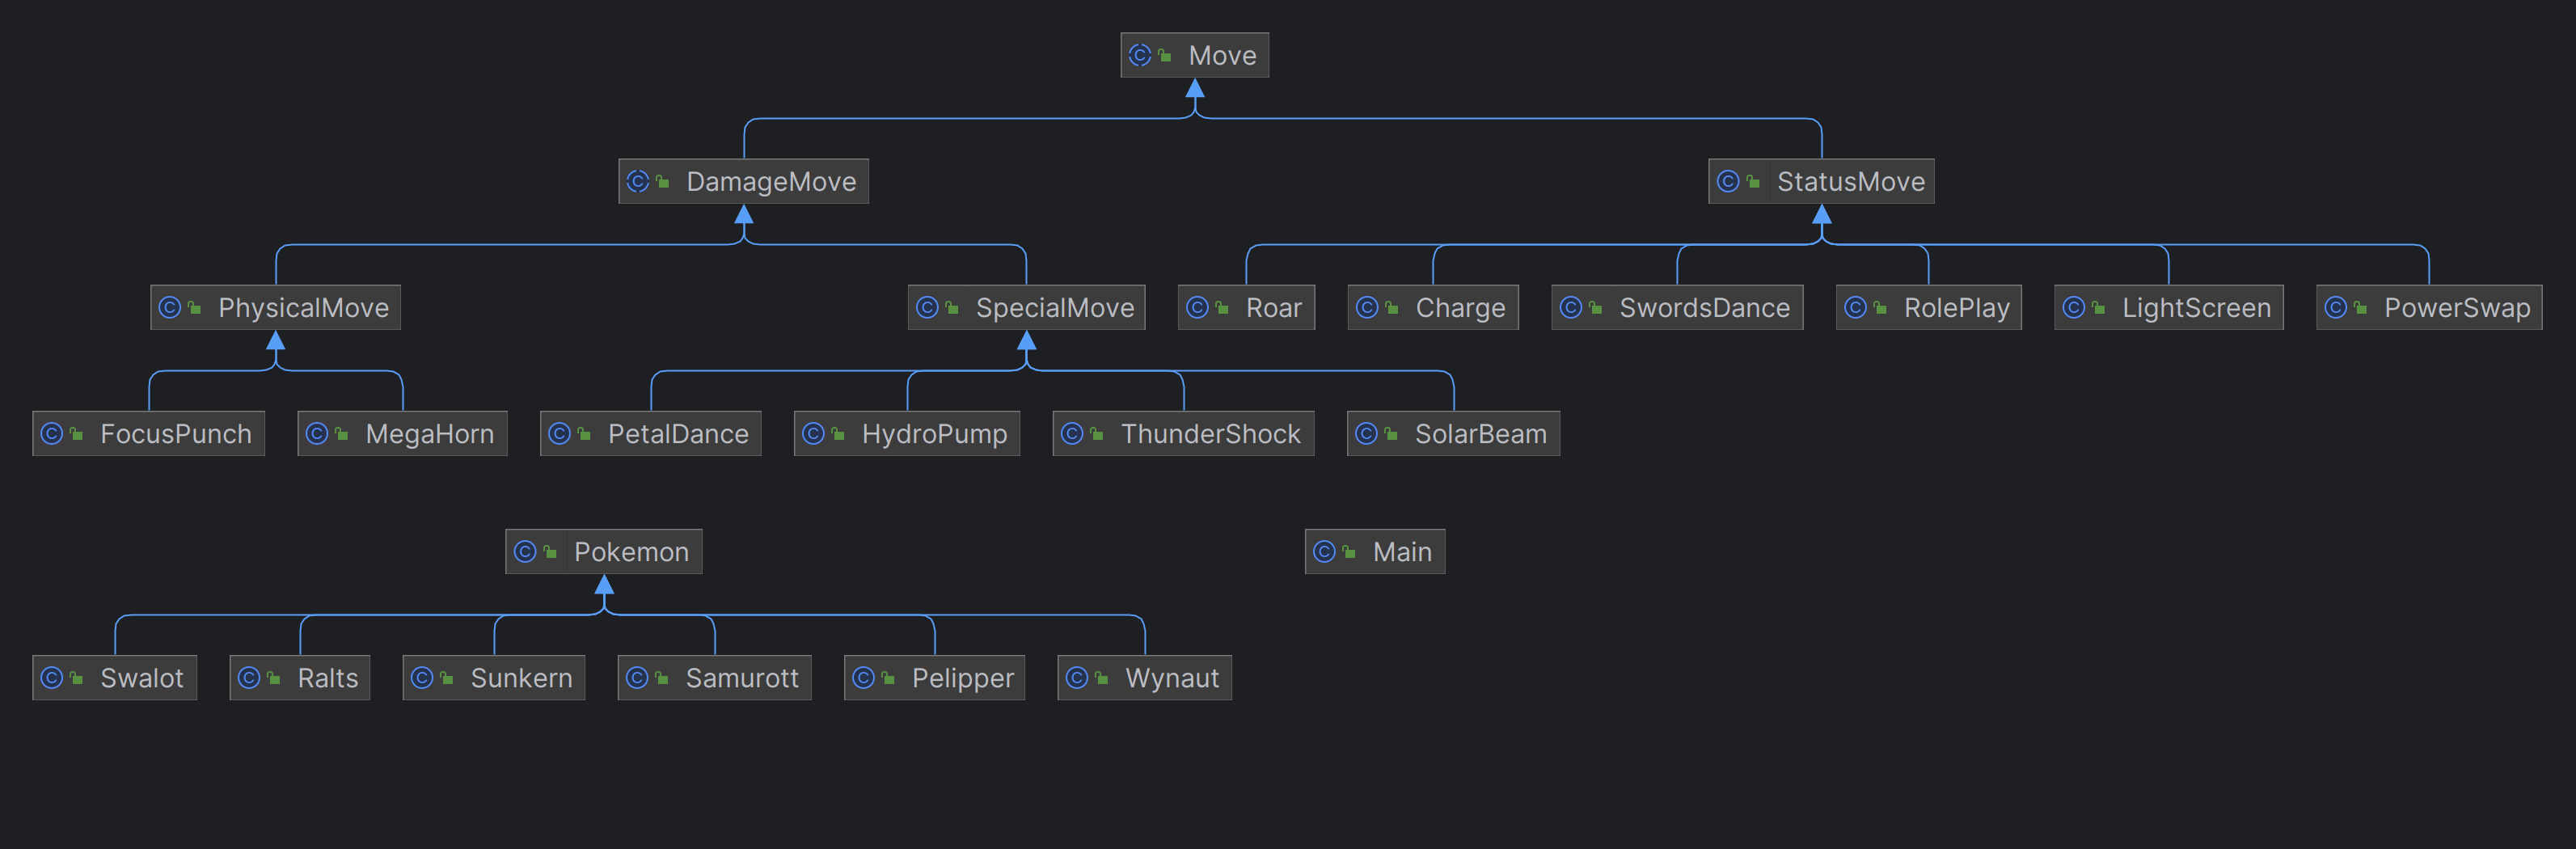 Move
DamageMove
StatusMove
PhysicalMove
SpecialMove
Roar
Charge
SwordsDance
RolePlay
LightScreen
PowerSwap
FocusPunch
MegaHorn
PetalDance
HydroPump
ThunderShock
SolarBeam
Pokemon
Main
Swalot
Ralts
Sunkern
Samurott
Pelipper
Wynaut